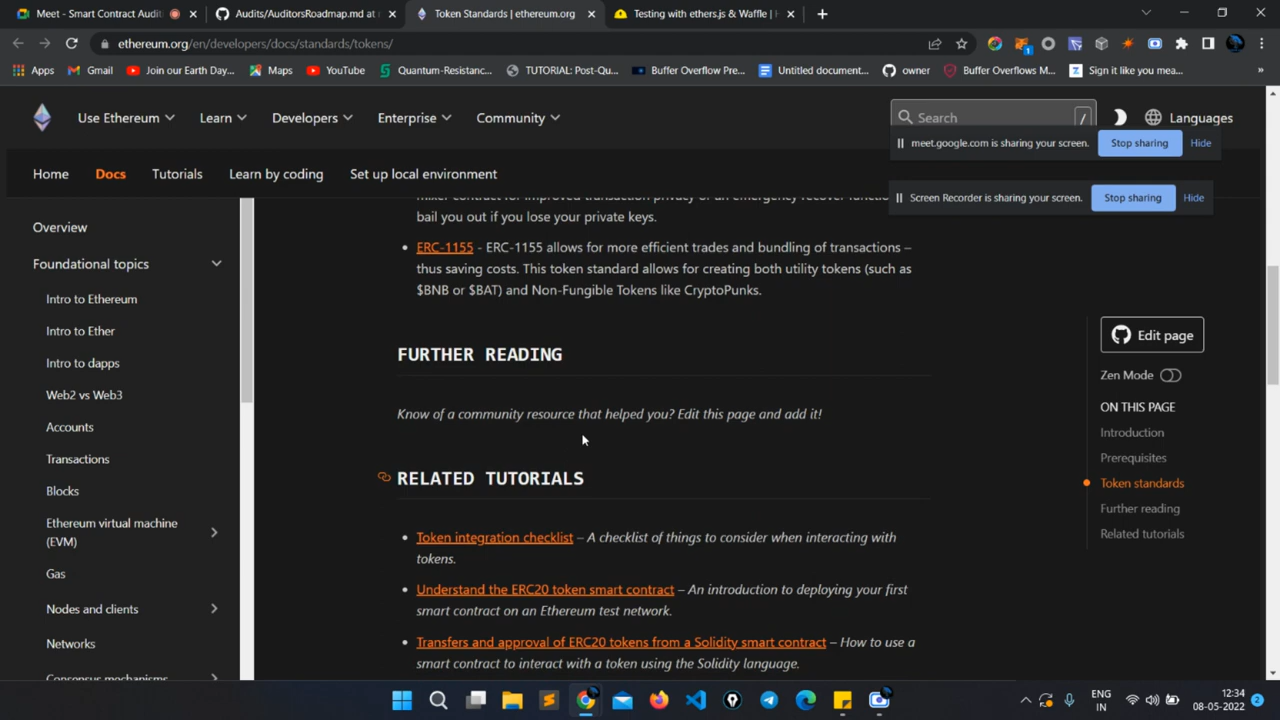 Meet - Smart Contract Audit
Audits/AuditorsRoadmap.md at
Token Standards | ethereum.org
Testing with ethers.js & Waffle |
ethereum.org/en/developers/docs/standards/tokens/
1
Apps
Gmail
Join our Earth Day...
Maps
YouTube
Quantum-Resistanc...
TUTORIAL: Post-Qu...
Buffer Overflow Pre...
Untitled document...
owner
Buffer Overflows M...
Sign it like you mea...
»
Use Ethereum
Learn
Developers
Enterprise
Community
Search
/
Languages
meet.google.com is sharing your screen.
Stop sharing
Hide
Home
Docs
Tutorials
Learn by coding
Set up local environment
Screen Recorder is sharing your screen.
Stop sharing
Hide
Overview
Foundational topics
Intro to Ethereum
Intro to Ether
Intro to dapps
Web2 vs Web3
Accounts
Transactions
Blocks
Ethereum virtual machine
(EVM)
Gas
Nodes and clients
Networks
Consensus mechanisms
mixer contract for improved transaction privacy or an emergency recover
bail you out if you lose your private keys.
ERC-1155 - ERC-1155 allows for more efficient trades and bundling of transactions –
thus saving costs. This token standard allows for creating both utility tokens (such as
$BNB or $BAT) and Non-Fungible Tokens like CryptoPunks.
FURTHER READING
Know of a community resource that helped you? Edit this page and add it!
RELATED TUTORIALS
Token integration checklist – A checklist of things to consider when interacting with
tokens.
Understand the ERC20 token smart contract – An introduction to deploying your first
smart contract on an Ethereum test network.
Transfers and approval of ERC20 tokens from a Solidity smart contract – How to use a
smart contract to interact with a token using the Solidity language.
Edit page
Zen Mode
ON THIS PAGE
Introduction
Prerequisites
Token standards
Further reading
Related tutorials
ENG
IN
12:34
08-05-2022
2